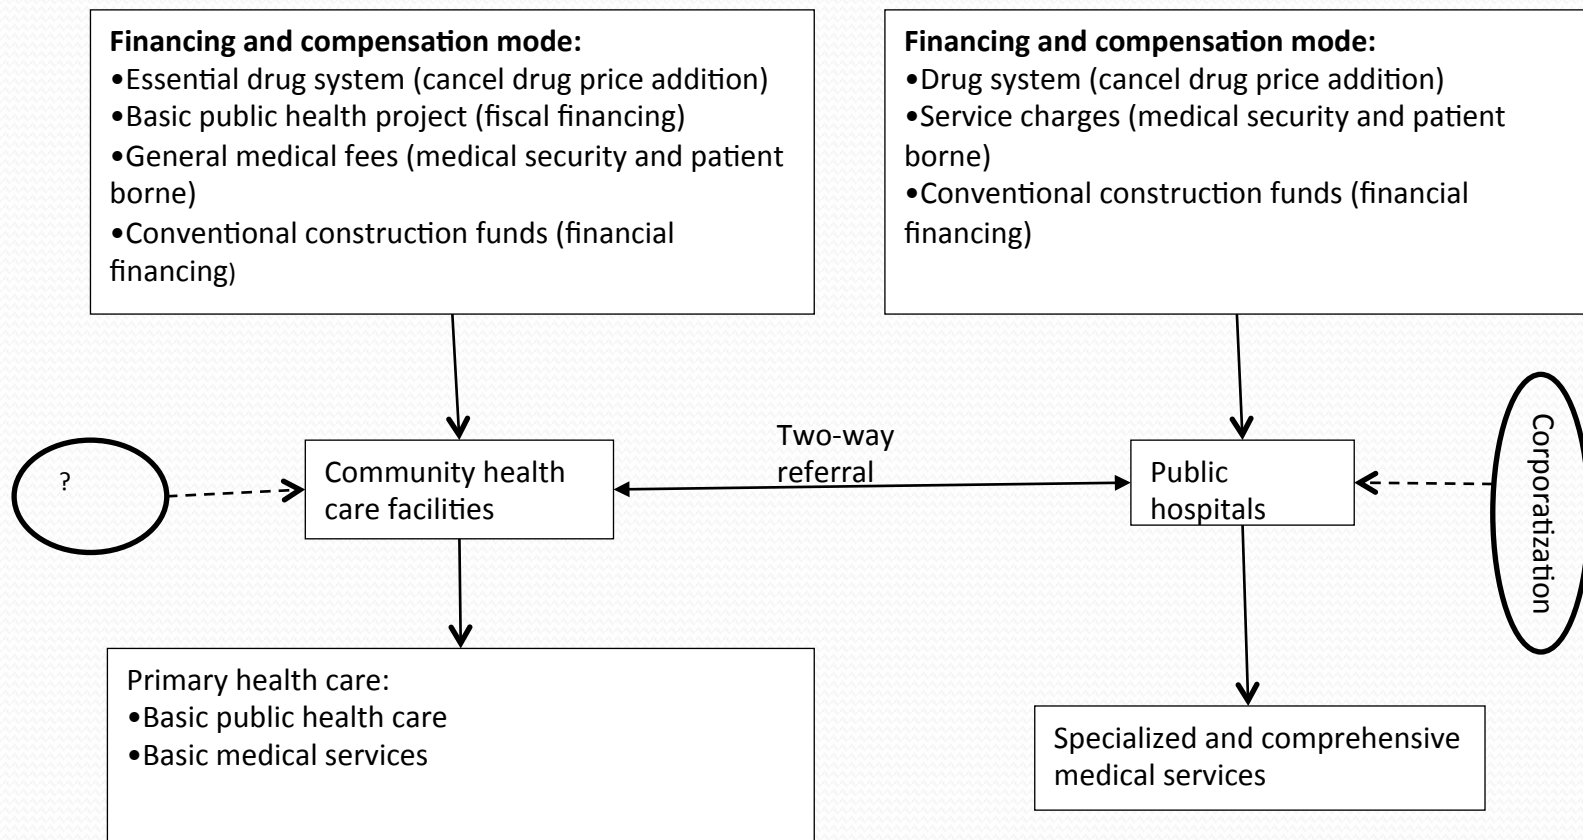 Financing and compensation mode:
•Essential drug system (cancel drug price addition)
•Basic public health project (fiscal financing)
•General medical fees (medical security and patient
borne)
•Conventional construction funds (financial
financing)
Financing and compensation mode:
•Drug system (cancel drug price addition)
•Service charges (medical security and patient
borne)
•Conventional construction funds (financial
financing)
?
Community health
care facilities
Two-way
referral
Public
hospitals
Corporatization
Primary health care:
•Basic public health care
•Basic medical services
Specialized and comprehensive
medical services